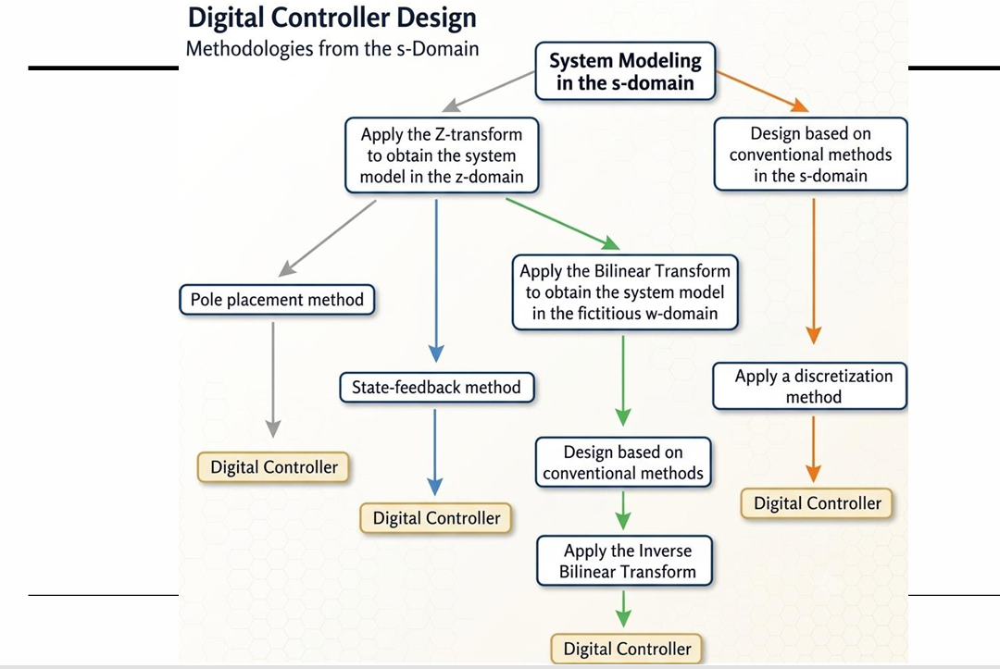 Digital Controller Design
Methodologies from the s-Domain
System Modeling
in the s-domain
Apply the Z-transform
to obtain the system
model in the z-domain
Design based on
conventional methods
in the s-domain
Pole placement method
Apply the Bilinear Transform
to obtain the system model
in the fictitious w-domain
State-feedback method
Apply a discretization
method
Digital Controller
Design based on
conventional methods
Digital Controller
Digital Controller
Apply the Inverse
Bilinear Transform
Digital Controller